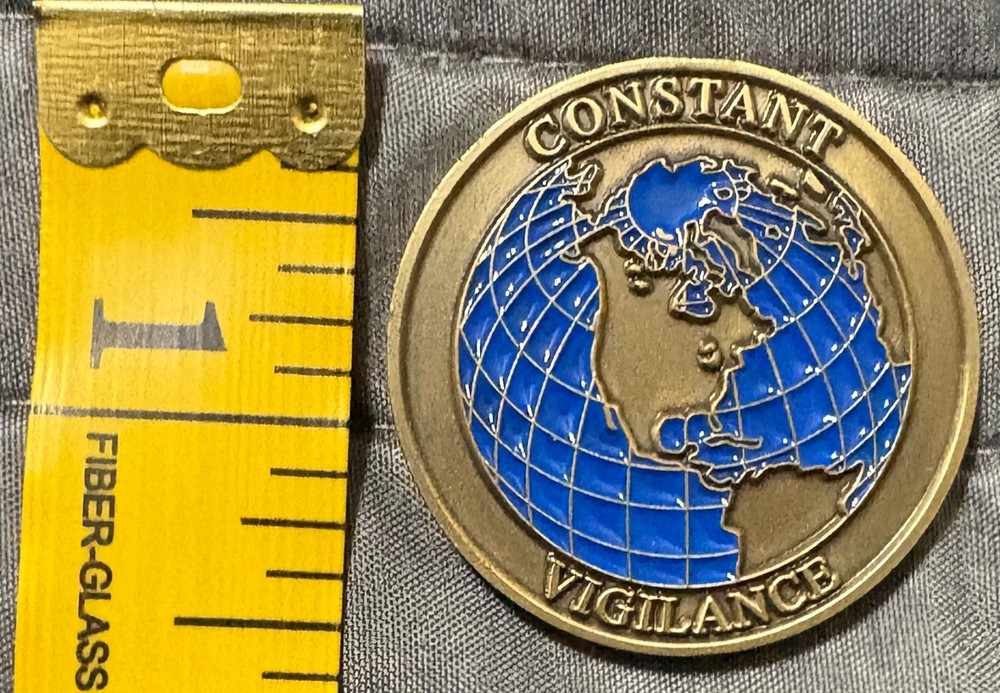 CONSTANT
VIGILANCE
1
FIBER-GLASS